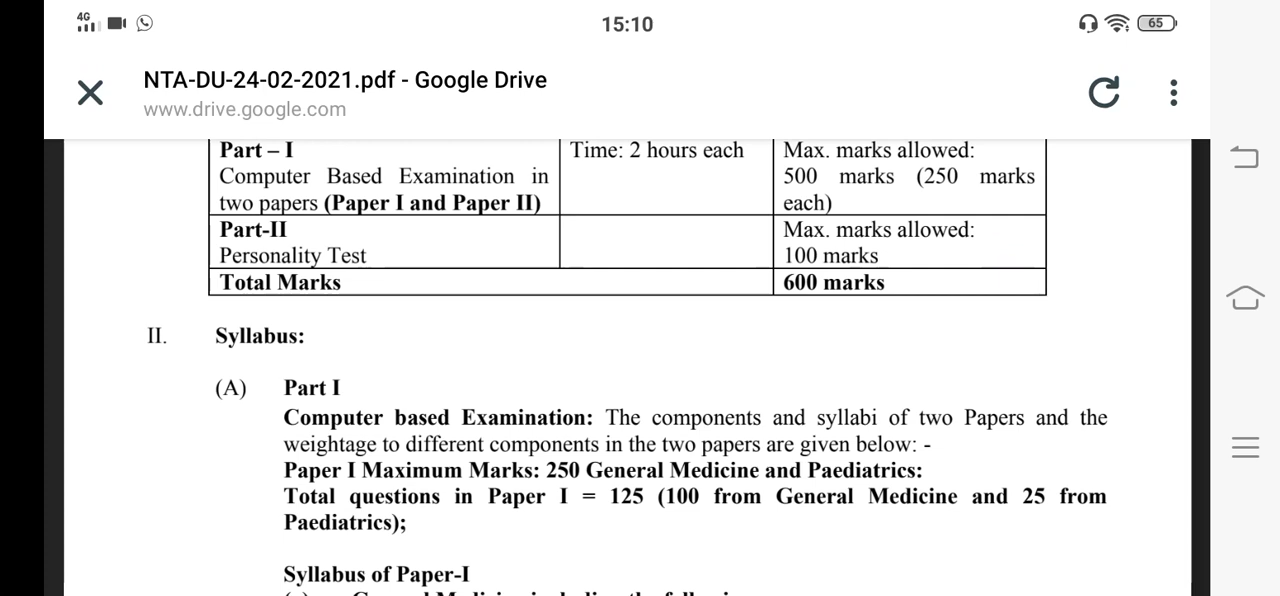 4G
15:10
65
NTA-DU-24-02-2021.pdf - Google Drive
www.drive.google.com
Part – I
Computer Based Examination in
two papers (Paper I and Paper II)
Time: 2 hours each
Max. marks allowed:
500 marks (250 marks
each)
Part-II
Personality Test
Max. marks allowed:
100 marks
Total Marks
600 marks
II. Syllabus:
(A) Part I
Computer based Examination: The components and syllabi of two Papers and the
weightage to different components in the two papers are given below: -
Paper I Maximum Marks: 250 General Medicine and Paediatrics:
Total questions in Paper I = 125 (100 from General Medicine and 25 from
Paediatrics);
Syllabus of Paper-I